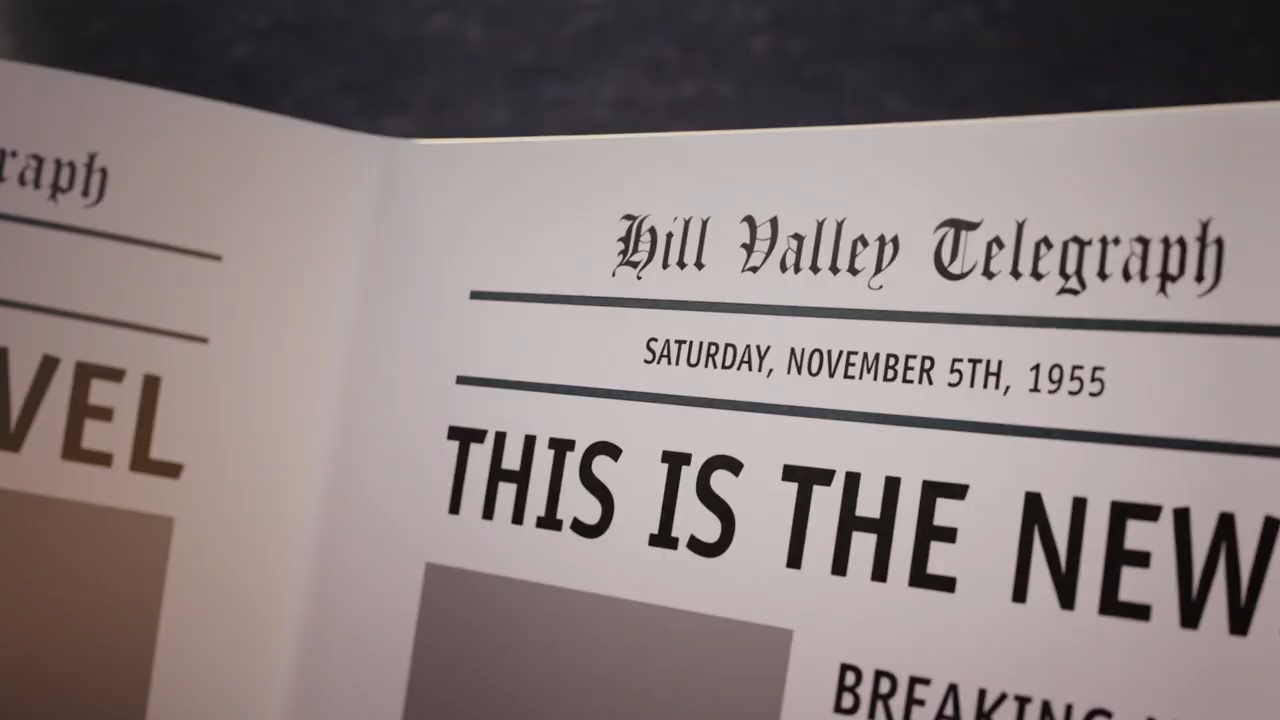 raph
VEL
Hill Valley Telegraph
SATURDAY, NOVEMBER 5TH, 1955
THIS IS THE NEW
BREAKING